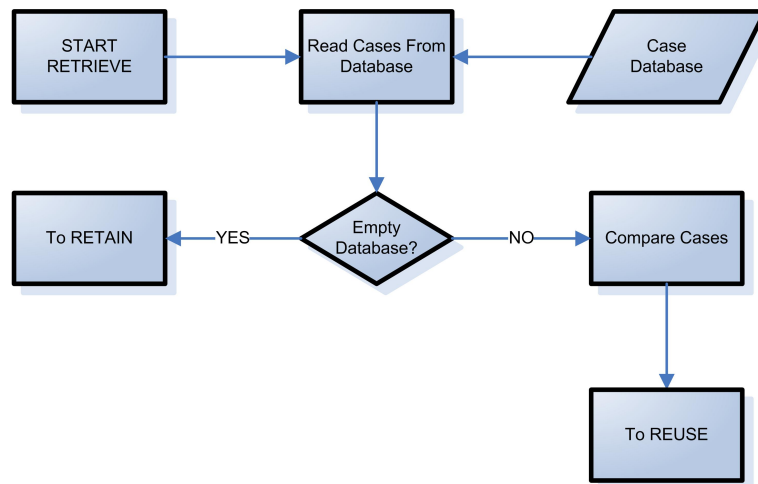 START
RETRIEVE
Read Cases From
Database
Case
Database
To RETAIN
YES
Empty
Database?
NO
Compare Cases
To REUSE